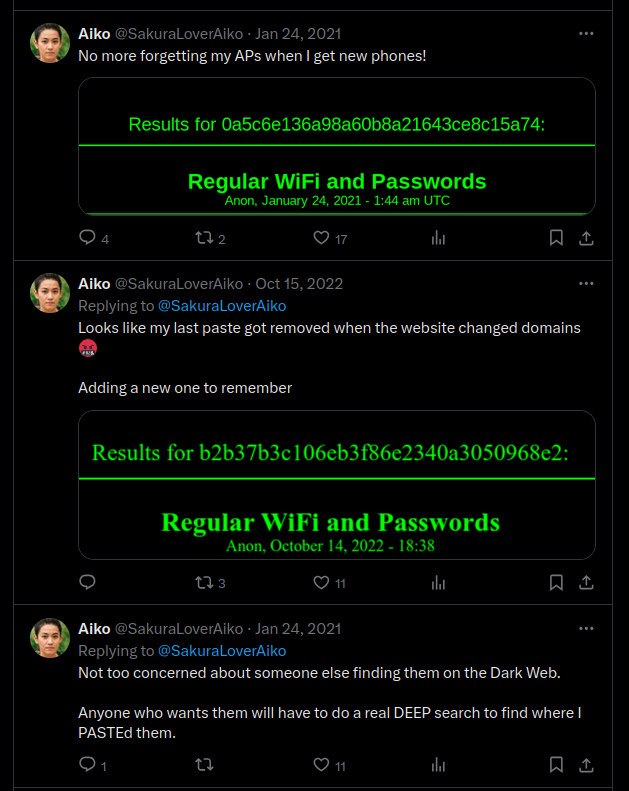 Aiko @SakuraLoverAiko · Jan 24, 2021
No more forgetting my APs when I get new phones!
Results for 0a5c6e136a98a60b8a21643ce8c15a74:
Regular WiFi and Passwords
Anon, January 24, 2021 - 1:44 am UTC
4 2 17
Aiko @SakuraLoverAiko · Oct 15, 2022
Replying to @SakuraLoverAiko
Looks like my last paste got removed when the website changed domains
Adding a new one to remember
Results for b2b37b3c106eb3f86e2340a3050968e2:
Regular WiFi and Passwords
Anon, October 14, 2022 - 18:38
3 11
Aiko @SakuraLoverAiko · Jan 24, 2021
Replying to @SakuraLoverAiko
Not too concerned about someone else finding them on the Dark Web.
Anyone who wants them will have to do a real DEEP search to find where I
PASTEd them.
1 11